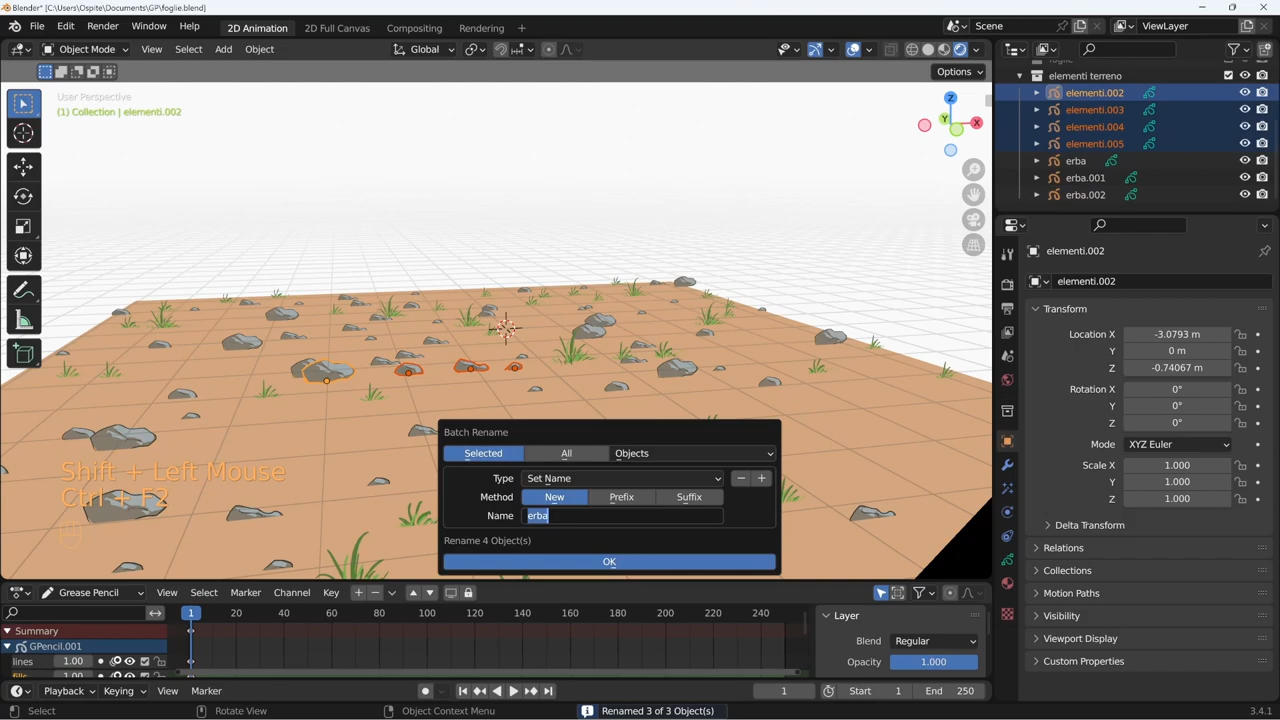 Blender* [C:\Users\Ospite\Documents\GP\foglie.blend]
File Edit Render Window Help 2D Animation 2D Full Canvas Compositing Rendering + Scene ViewLayer
Object Mode View Select Add Object Global
Options
User Perspective
(1) Collection | elementi.002
Z
Y
X
elementi terreno
elementi.002
elementi.003
elementi.004
elementi.005
erba
erba.001
erba.002
elementi.002
elementi.002
Transform
Location X -3.0793 m
Y 0 m
Z -0.74067 m
Rotation X 0°
Y 0°
Z 0°
Mode XYZ Euler
Scale X 1.000
Y 1.000
Z 1.000
Delta Transform
Relations
Collections
Motion Paths
Visibility
Viewport Display
Custom Properties
Shift + Left Mouse
Ctrl + F2
Batch Rename
Selected All Objects
Type Set Name
Method New Prefix Suffix
Name erba
Rename 4 Object(s)
OK
Grease Pencil View Select Marker Channel Key
1 20 40 60 80 100 120 140 160 180 200 220 240
Summary
GPencil.001
lines 1.00
fills 1.00
Layer
Blend Regular
Opacity 1.000
Playback Keying View Marker 1 Start 1 End 250
Select Rotate View Object Context Menu Renamed 3 of 3 Object(s) 3.4.1